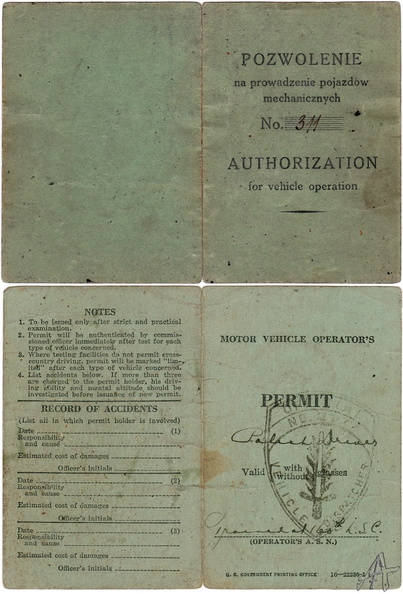 POZWOLENIE
na prowadzenie pojazdów
mechanicznych
No. 311
AUTHORIZATION
for vehicle operation
NOTES
1. To be issued only after strict and practical
examination.
2. Permit will be authenticated by commis-
sioned officer immediately after test for each
type of vehicle concerned.
3. Where testing facilities do not permit cross-
country driving, permit will be marked "lim-
ited" after each type of vehicle concerned.
4. List accidents below. If more than three
are charged to the permit holder, his driv-
ing ability and mental attitude should be
investigated before issuance of new permit.
RECORD OF ACCIDENTS
(List all in which permit holder is involved)
Date (1)
Responsibility
and cause
Estimated cost of damages
Officer's initials
Date (2)
Responsibility
and cause
Estimated cost of damages
Officer's initials
Date (3)
Responsibility
and cause
Estimated cost of damages
Officer's initials
MOTOR VEHICLE OPERATOR'S
PERMIT
Valid with
without glasses
(OPERATOR'S A. S. N.)
U. S. GOVERNMENT PRINTING OFFICE